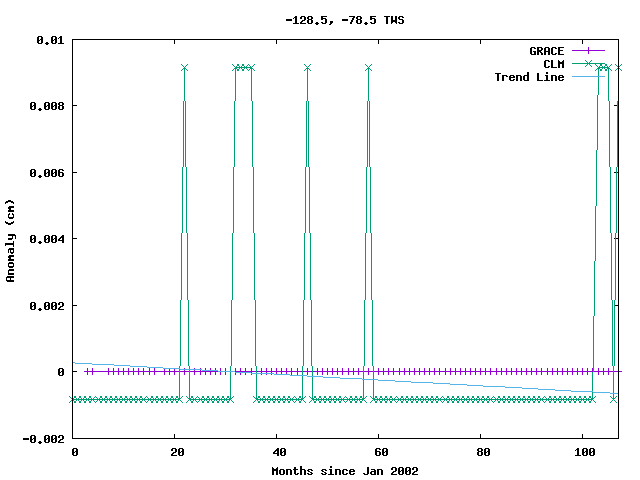 -128.5, -78.5 TWS
0.01
0.008
0.006
0.004
0.002
0
-0.002
Anomaly (cm)
GRACE
CLM
Trend Line
0 20 40 60 80 100
Months since Jan 2002